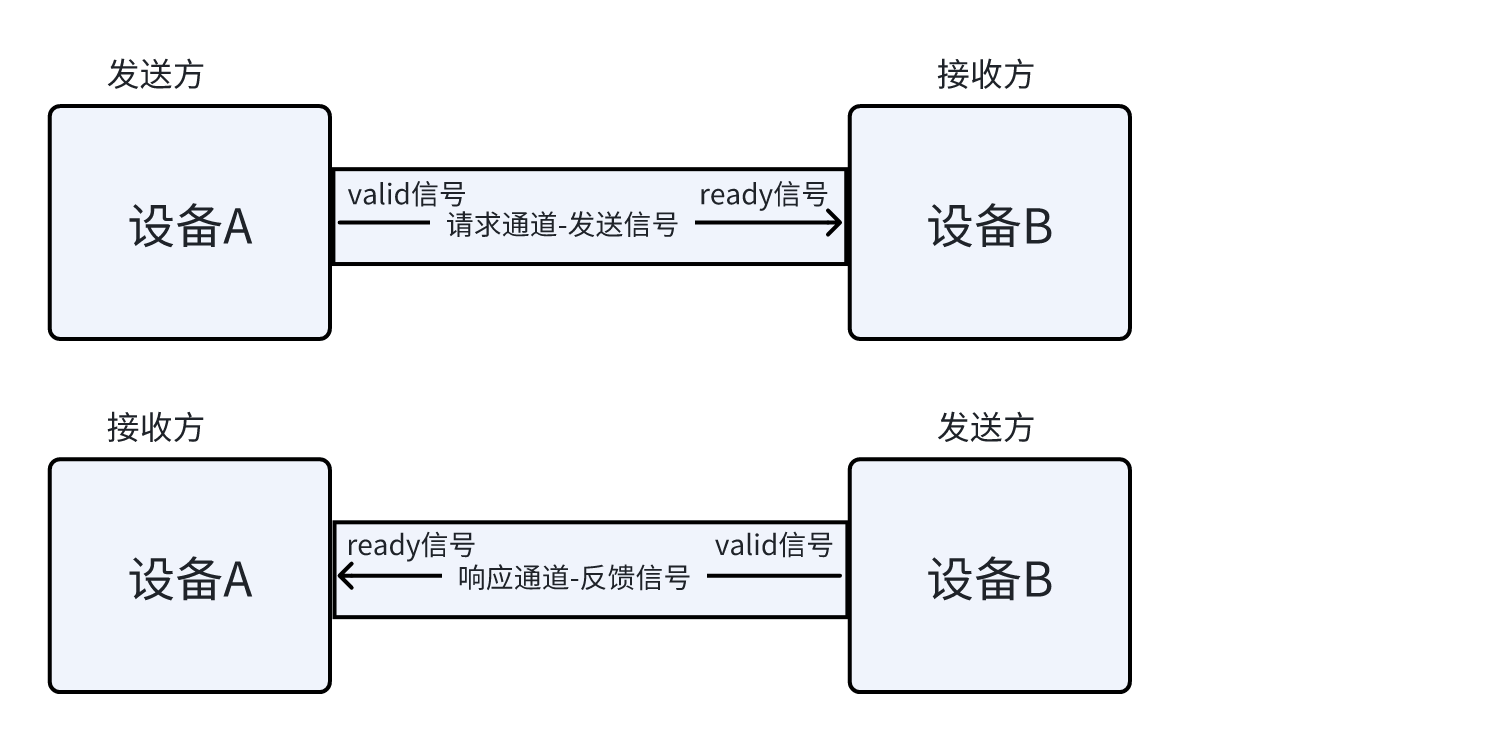 发送方
接收方
设备A
valid信号
ready信号
请求通道-发送信号
设备B
接收方
发送方
设备A
ready信号
valid信号
响应通道-反馈信号
设备B